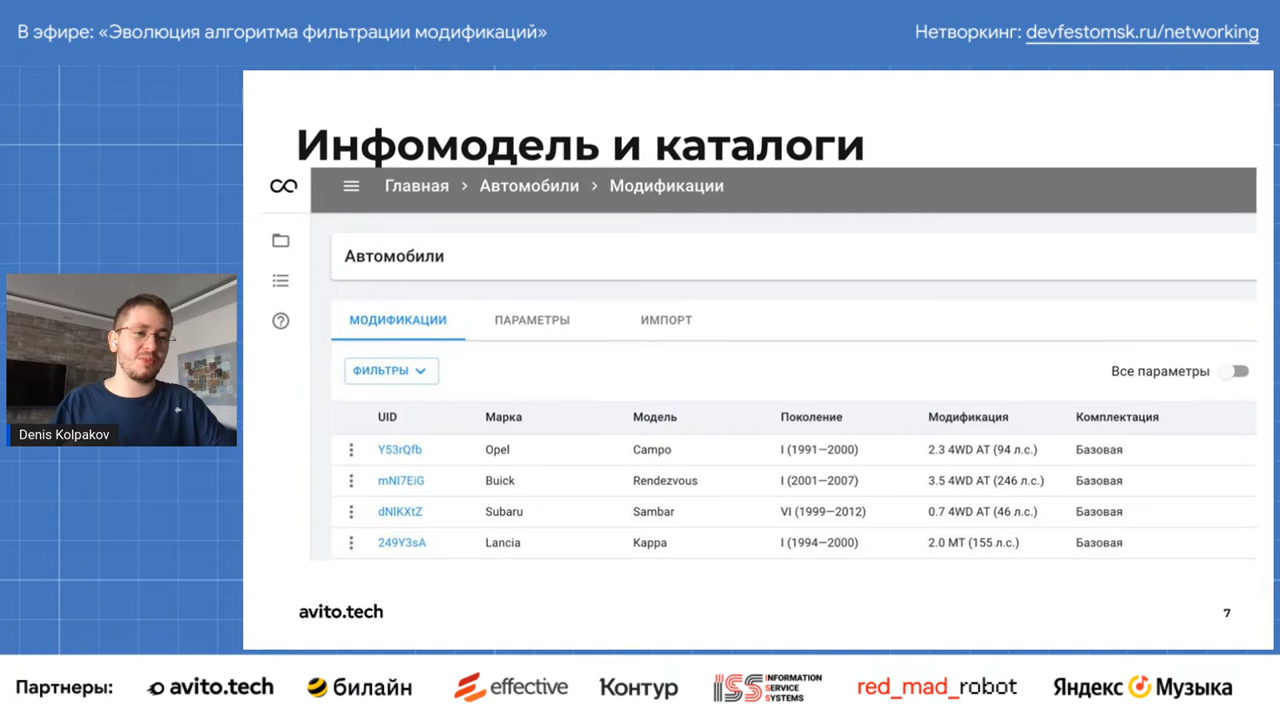 В эфире: «Эволюция алгоритма фильтрации модификаций»
Нетворкинг: devfestomsk.ru/networking
Инфомодель и каталоги
Главная > Автомобили > Модификации
Автомобили
МОДИФИКАЦИИ ПАРАМЕТРЫ ИМПОРТ
ФИЛЬТРЫ
Все параметры
UID Марка Модель Поколение Модификация Комплектация
Y53rQfb Opel Campo I (1991—2000) 2.3 4WD AT (94 л.с.) Базовая
mNl7EiG Buick Rendezvous I (2001—2007) 3.5 4WD AT (246 л.с.) Базовая
dNlKXtZ Subaru Sambar VI (1999—2012) 0.7 4WD AT (46 л.с.) Базовая
249Y3sA Lancia Kappa I (1994—2000) 2.0 MT (155 л.с.) Базовая
avito.tech
7
Denis Kolpakov
Партнеры: avito.tech билайн effective Контур ISS INFORMATION SERVICE SYSTEMS red_mad_robot Яндекс Музыка